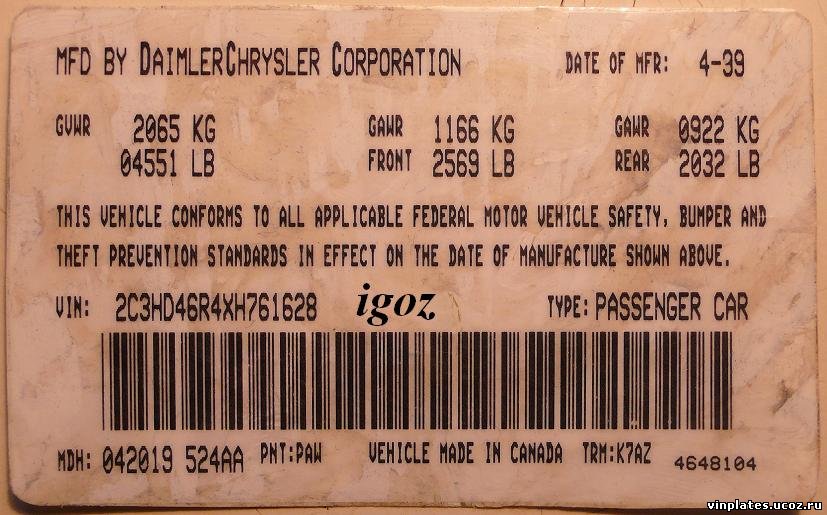 MFD BY DAIMLERCHRYSLER CORPORATION DATE OF MFR: 4-39
GVWR 2065 KG GAWR 1166 KG GAWR 0922 KG
04551 LB FRONT 2569 LB REAR 2032 LB
THIS VEHICLE CONFORMS TO ALL APPLICABLE FEDERAL MOTOR VEHICLE SAFETY, BUMPER AND
THEFT PREVENTION STANDARDS IN EFFECT ON THE DATE OF MANUFACTURE SHOWN ABOVE.
VIN: 2C3HD46R4XH761628 igoz TYPE: PASSENGER CAR
MDH: 042019 524AA PNT:PAW VEHICLE MADE IN CANADA TRM:K7AZ 4648104
vinplates.ucoz.ru